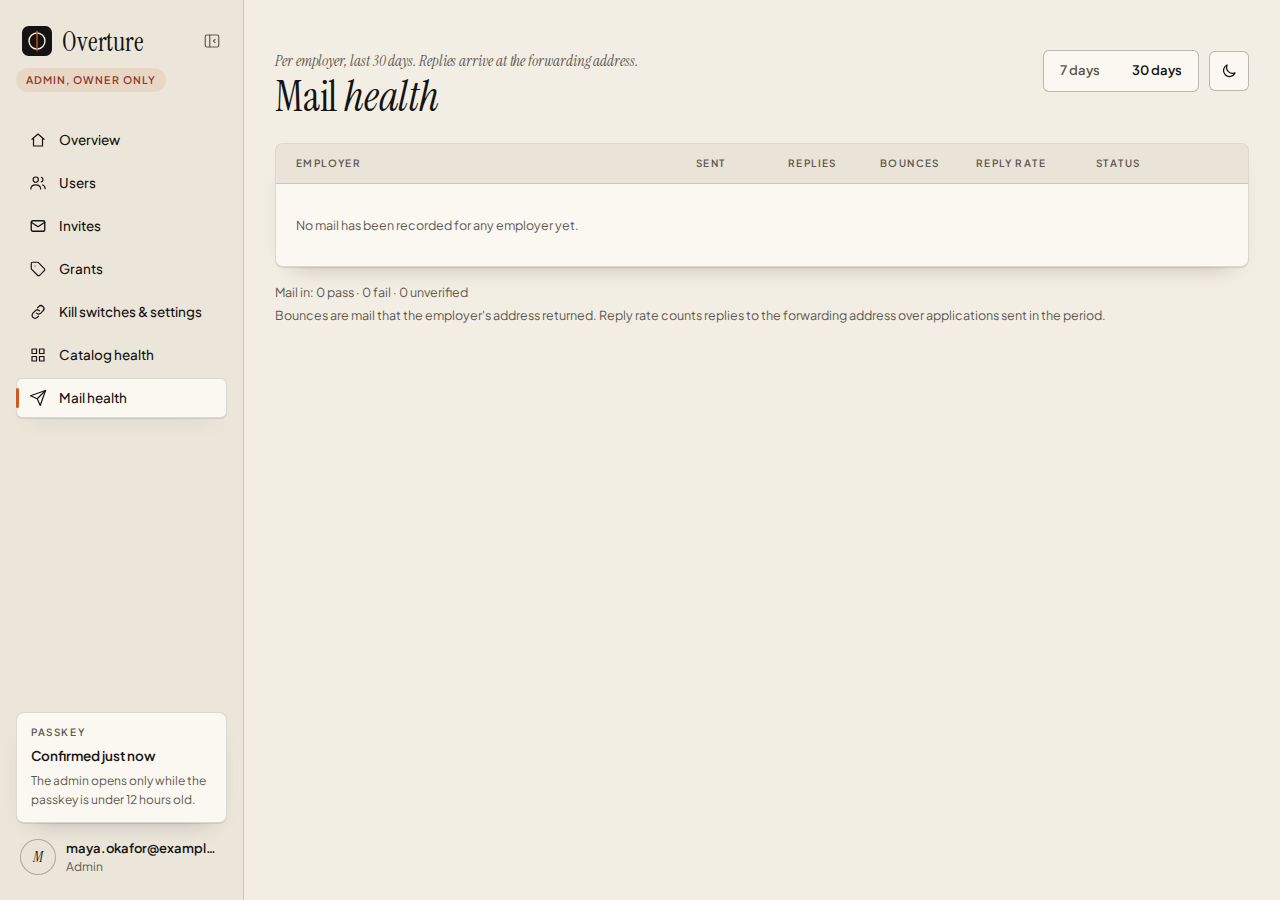 Overture
ADMIN, OWNER ONLY
Overview
Users
Invites
Grants
Kill switches & settings
Catalog health
Mail health
PASSKEY
Confirmed just now
The admin opens only while the
passkey is under 12 hours old.
M
maya.okafor@exampl…
Admin
Per employer, last 30 days. Replies arrive at the forwarding address.
Mail health
7 days 30 days
EMPLOYER SENT REPLIES BOUNCES REPLY RATE STATUS
No mail has been recorded for any employer yet.
Mail in: 0 pass · 0 fail · 0 unverified
Bounces are mail that the employer's address returned. Reply rate counts replies to the forwarding address over applications sent in the period.